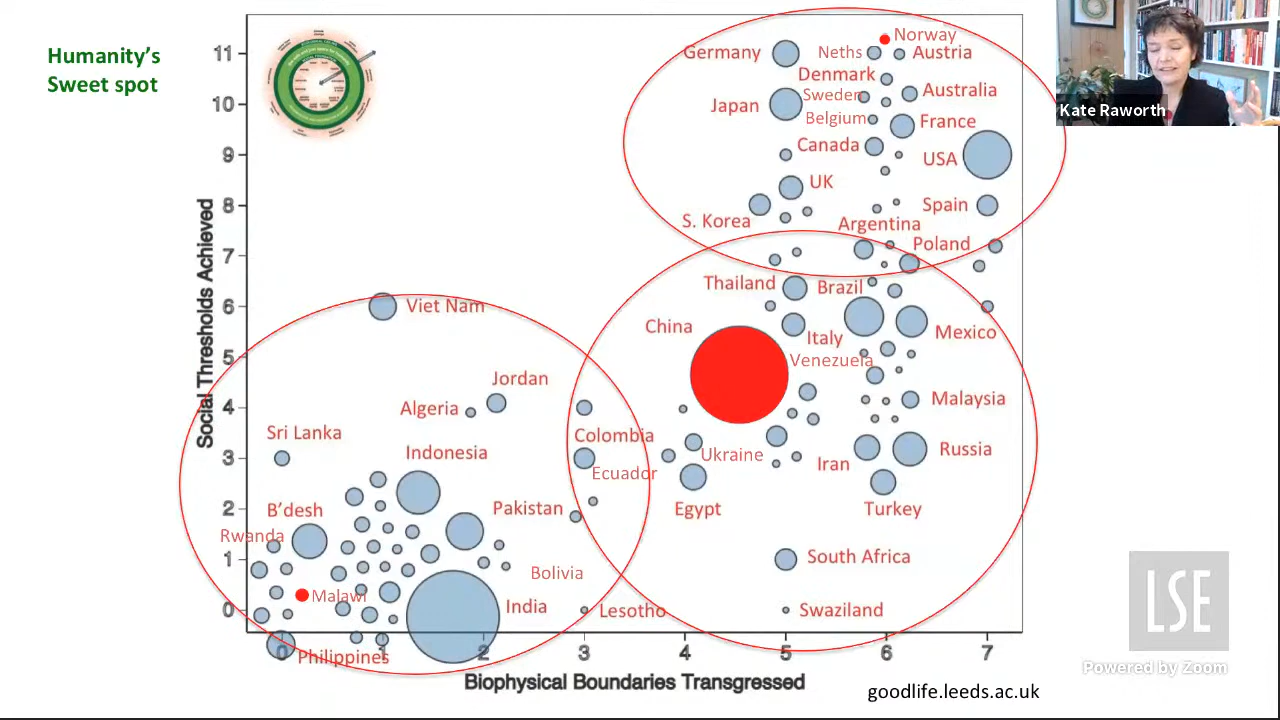 Humanity's
Sweet spot
Social Thresholds Achieved
11
10
9
8
7
6
5
4
3
2
1
0
Germany
Neths
Norway
Austria
Denmark
Japan
Sweden
Australia
Belgium
France
Canada
USA
UK
S. Korea
Spain
Argentina
Poland
Thailand
Brazil
Viet Nam
China
Italy
Mexico
Venezuela
Jordan
Algeria
Malaysia
Sri Lanka
Colombia
Indonesia
Ukraine
Iran
Russia
Ecuador
B'desh
Pakistan
Egypt
Turkey
Rwanda
Bolivia
South Africa
Malawi
India
Lesotho
Swaziland
Philippines
0
1
2
3
4
5
6
7
Biophysical Boundaries Transgressed
goodlife.leeds.ac.uk
Kate Raworth
LSE
Powered by Zoom